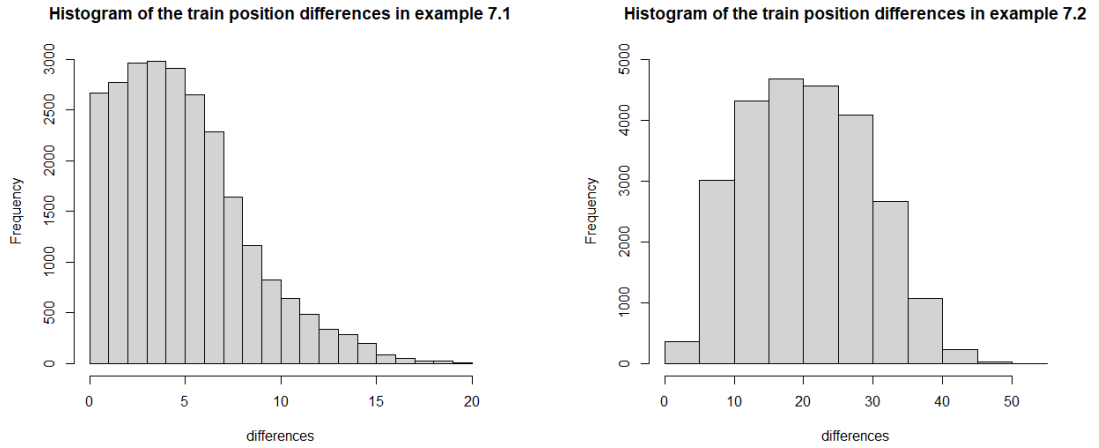 Histogram of the train position differences in example 7.1
Frequency
0 500 1000 1500 2000 2500 3000
0 5 10 15 20
differences
Histogram of the train position differences in example 7.2
Frequency
0 1000 2000 3000 4000 5000
0 10 20 30 40 50
differences